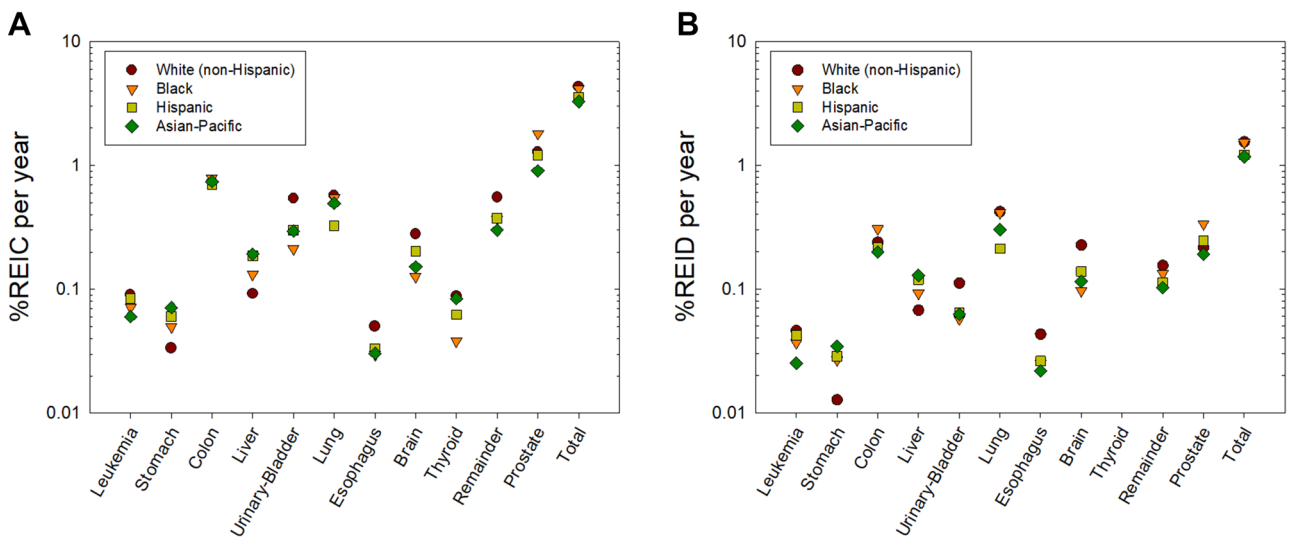 A
%REIC per year
10
1
0.1
0.01
White (non-Hispanic)
Black
Hispanic
Asian-Pacific
Leukemia
Stomach
Colon
Liver
Urinary-Bladder
Lung
Esophagus
Brain
Thyroid
Remainder
Prostate
Total
B
%REID per year
10
1
0.1
0.01
White (non-Hispanic)
Black
Hispanic
Asian-Pacific
Leukemia
Stomach
Colon
Liver
Urinary-Bladder
Lung
Esophagus
Brain
Thyroid
Remainder
Prostate
Total